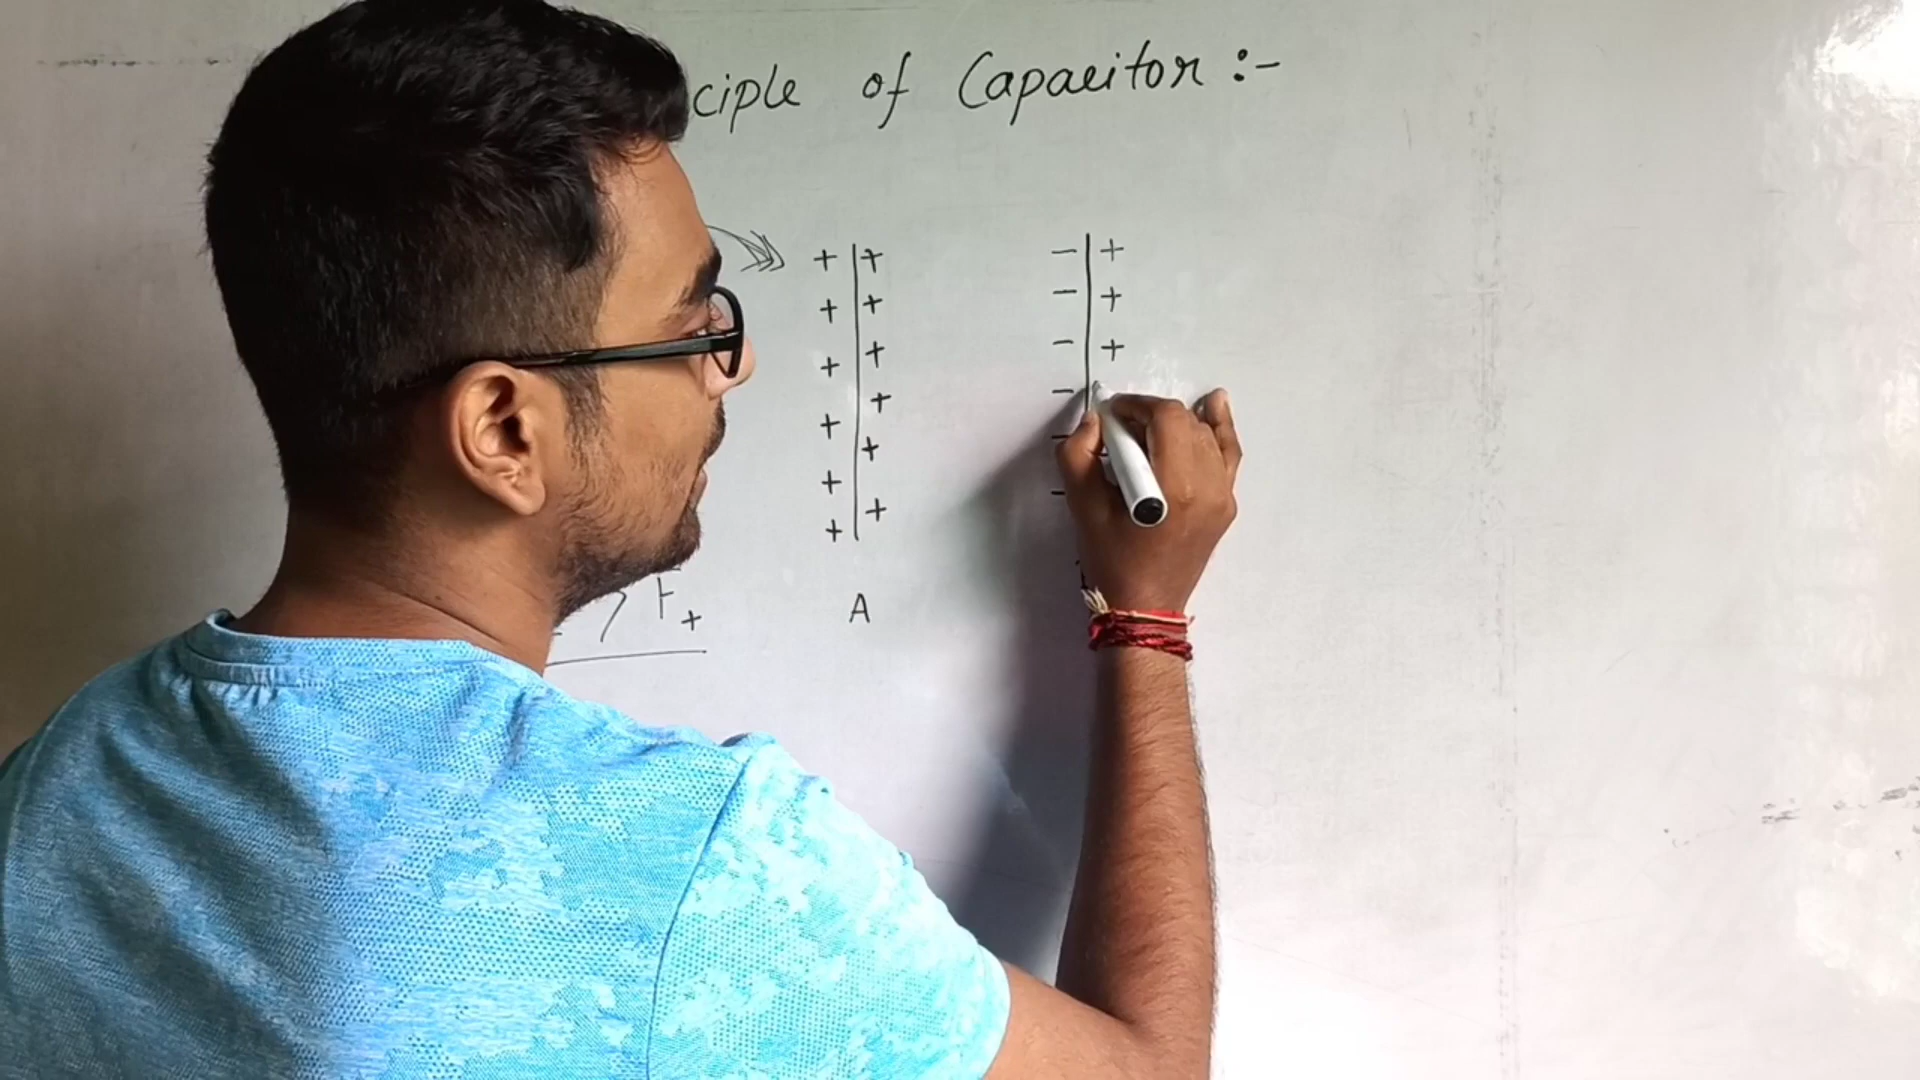 ciple of Capacitor :-
+ + - +
+ + - +
+ + - +
+ + -
+ + -
+ + -
F+
A